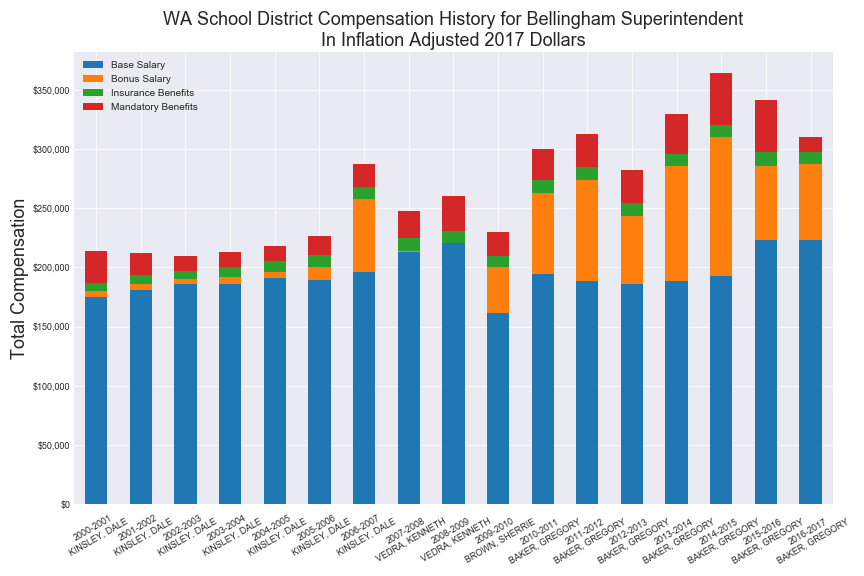 WA School District Compensation History for Bellingham Superintendent
In Inflation Adjusted 2017 Dollars
Base Salary
Bonus Salary
Insurance Benefits
Mandatory Benefits
Total Compensation
$350,000
$300,000
$250,000
$200,000
$150,000
$100,000
$50,000
$0
2000-2001
KINSLEY, DALE
2001-2002
KINSLEY, DALE
2002-2003
KINSLEY, DALE
2003-2004
KINSLEY, DALE
2004-2005
KINSLEY, DALE
2005-2006
KINSLEY, DALE
2006-2007
KINSLEY, DALE
2007-2008
VEDRA, KENNETH
2008-2009
VEDRA, KENNETH
2009-2010
BROWN, SHERRIE
2010-2011
BAKER, GREGORY
2011-2012
BAKER, GREGORY
2012-2013
BAKER, GREGORY
2013-2014
BAKER, GREGORY
2014-2015
BAKER, GREGORY
2015-2016
BAKER, GREGORY
2016-2017
BAKER, GREGORY